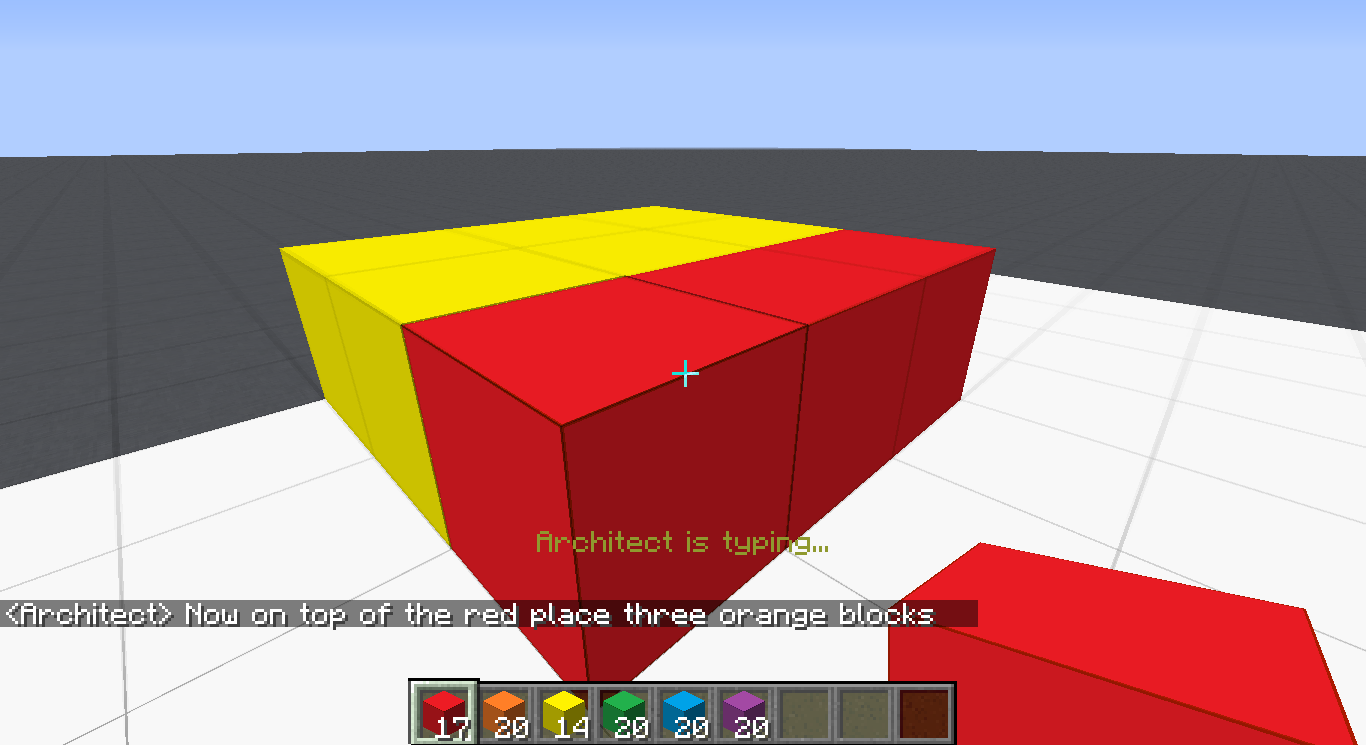 Architect is typing...
<Architect> Now on top of the red place three orange blocks
17 20 14 20 20 20